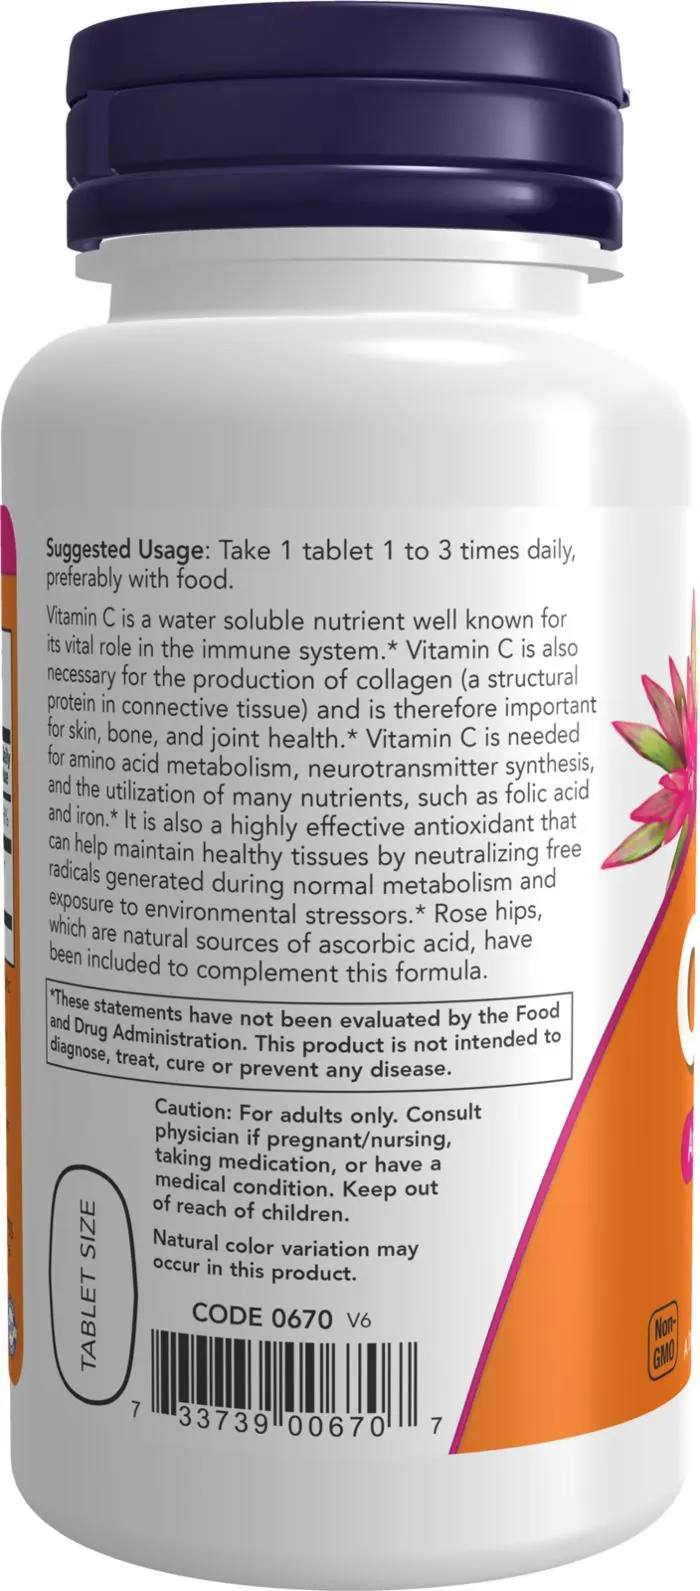 Suggested Usage: Take 1 tablet 1 to 3 times daily,
preferably with food.
Vitamin C is a water soluble nutrient well known for
its vital role in the immune system.* Vitamin C is also
necessary for the production of collagen (a structural
protein in connective tissue) and is therefore important
for skin, bone, and joint health.* Vitamin C is needed
for amino acid metabolism, neurotransmitter synthesis,
and the utilization of many nutrients, such as folic acid
and iron.* It is also a highly effective antioxidant that
can help maintain healthy tissues by neutralizing free
radicals generated during normal metabolism and
exposure to environmental stressors.* Rose hips,
which are natural sources of ascorbic acid, have
been included to complement this formula.
*These statements have not been evaluated by the Food
and Drug Administration. This product is not intended to
diagnose, treat, cure or prevent any disease.
Caution: For adults only. Consult
physician if pregnant/nursing,
taking medication, or have a
medical condition. Keep out
of reach of children.
Natural color variation may
occur in this product.
TABLET SIZE
CODE 0670 V6
7 33739 00670 7
Non-
GMO